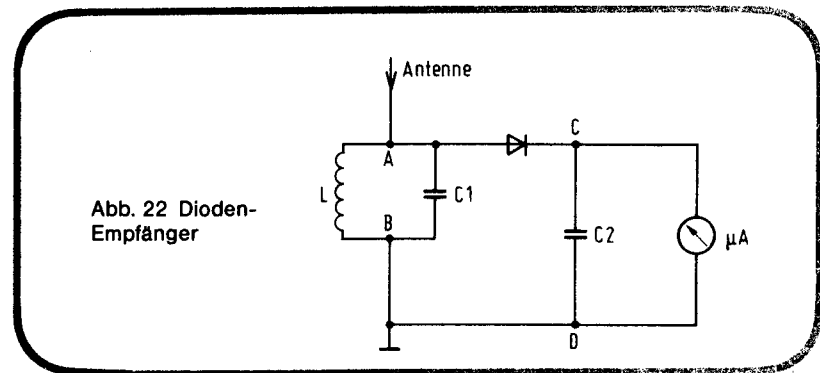 Antenne
A
C
L
C1
B
C2
µA
D
Abb. 22 Dioden-
Empfänger